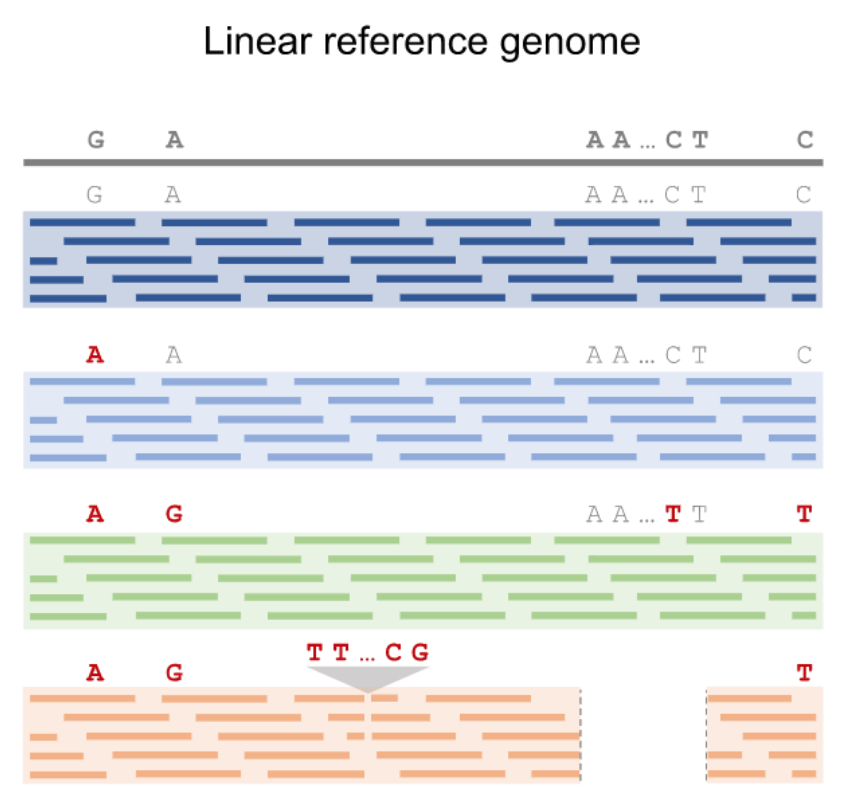 Linear reference genome
G A A A ... C T C
G A A A ... C T C
A A A A ... C T C
A G A A ... T T T
T T ... C G
A G T